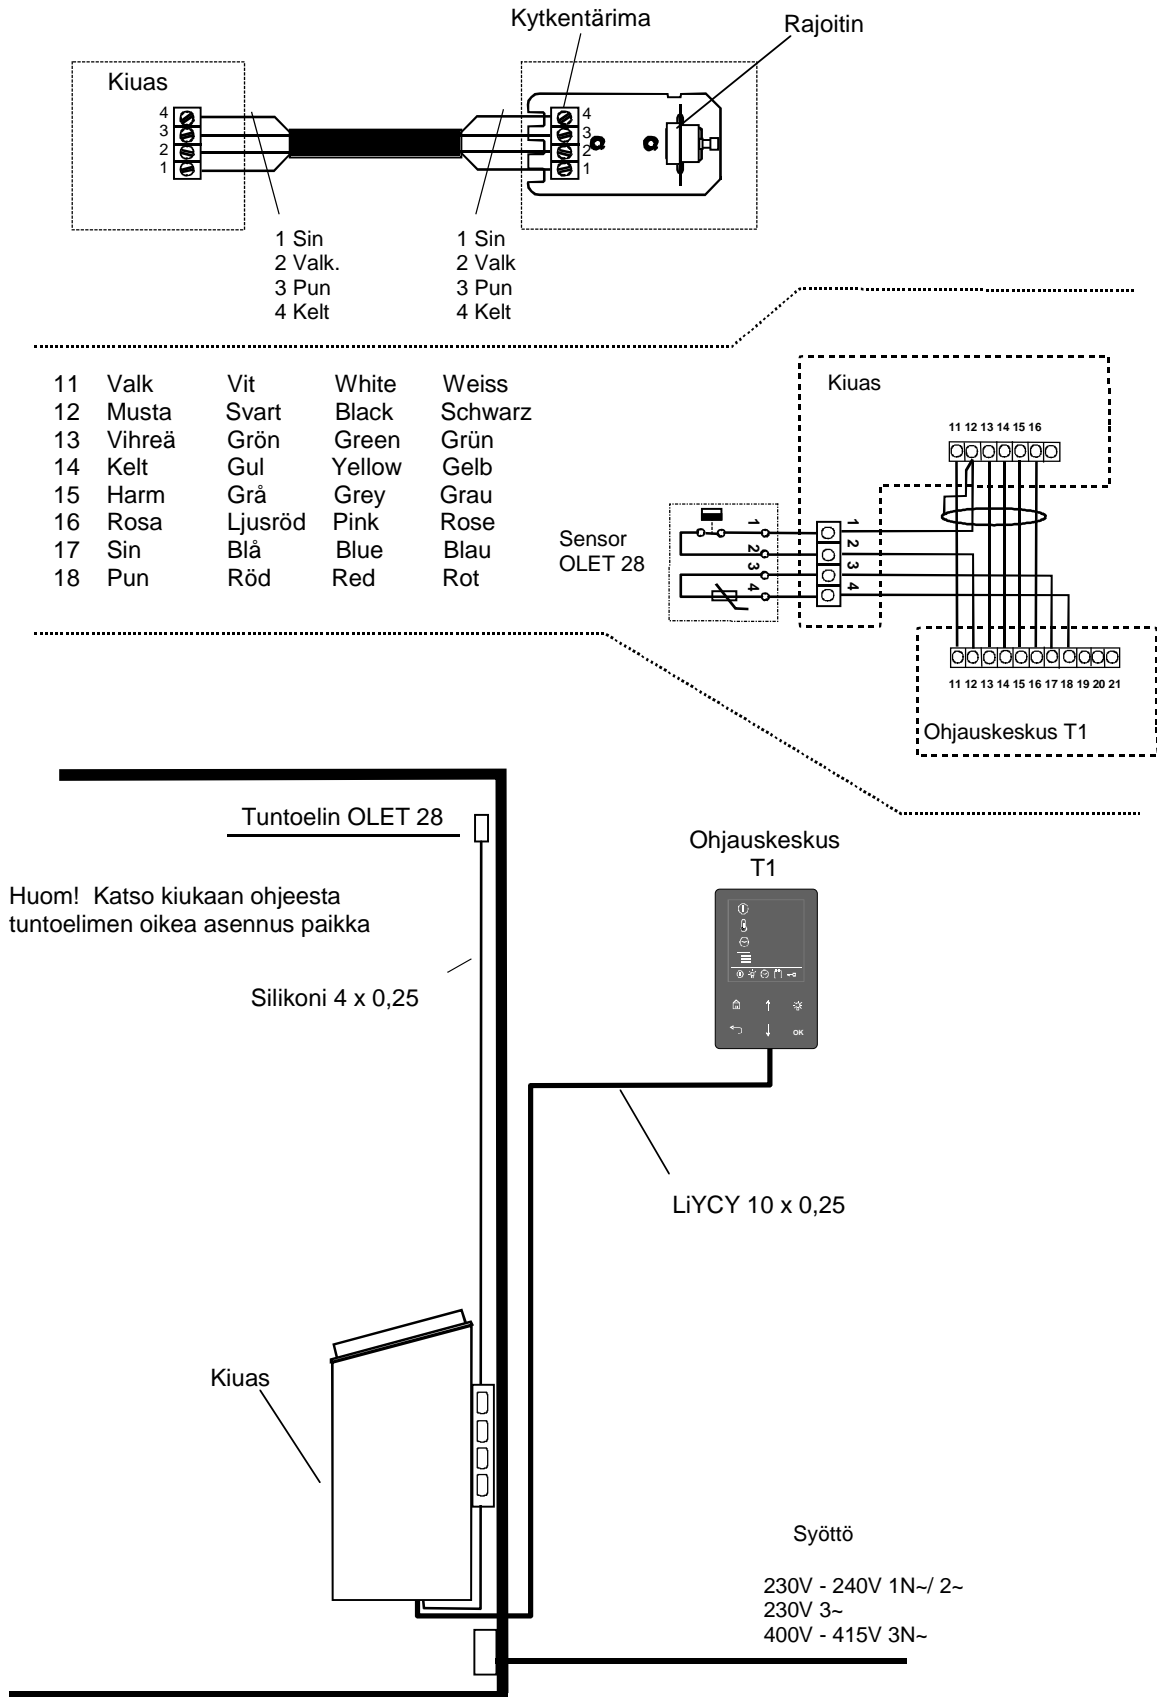 Kytkentärima
Rajoitin
Kiuas
4
3
2
1
4
3
2
1
1 Sin
2 Valk.
3 Pun
4 Kelt
1 Sin
2 Valk
3 Pun
4 Kelt
11 Valk Vit White Weiss
12 Musta Svart Black Schwarz
13 Vihreä Grön Green Grün
14 Kelt Gul Yellow Gelb
15 Harm Grå Grey Grau
16 Rosa Ljusröd Pink Rose
17 Sin Blå Blue Blau
18 Pun Röd Red Rot
Kiuas
11 12 13 14 15 16
Sensor
OLET 28
1
2
3
4
1
2
3
4
11 12 13 14 15 16 17 18 19 20 21
Ohjauskeskus T1
Tuntoelin OLET 28
Huom! Katso kiukaan ohjeesta
tuntoelimen oikea asennus paikka
Silikoni 4 x 0,25
Ohjauskeskus
T1
OK
LiYCY 10 x 0,25
Kiuas
Syöttö
230V - 240V 1N~/ 2~
230V 3~
400V - 415V 3N~